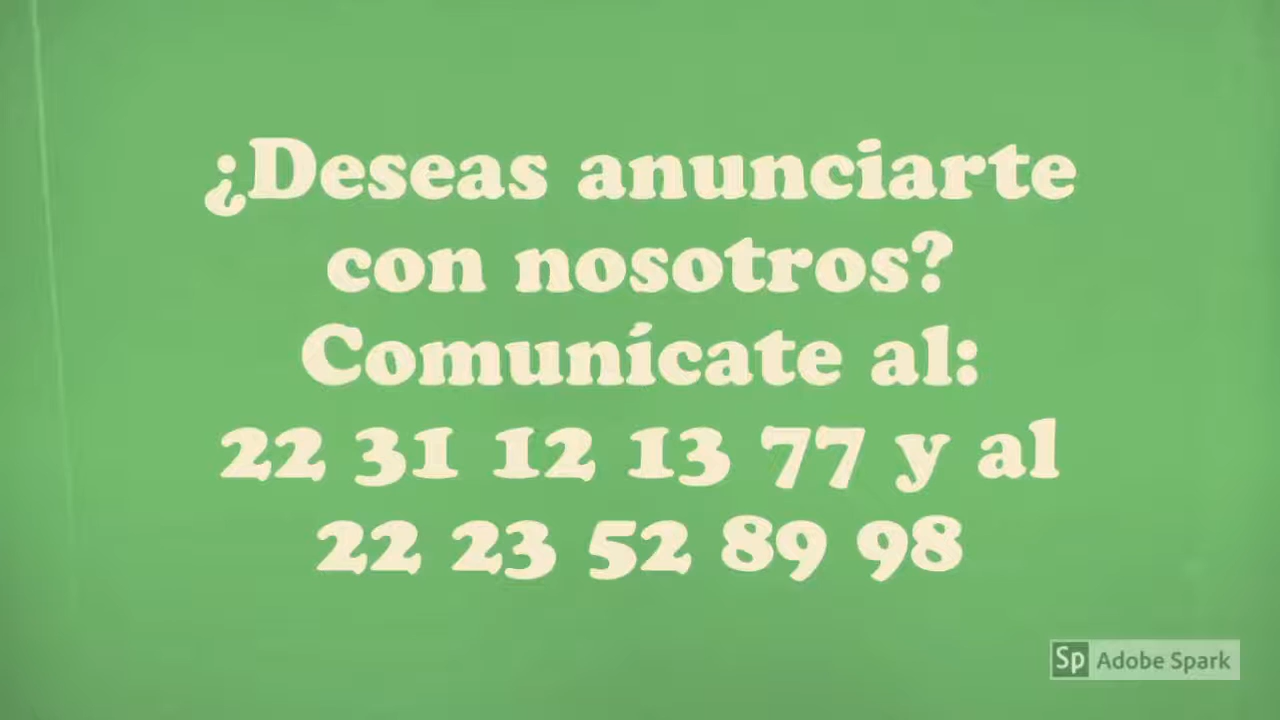 ¿Deseas anunciarte
con nosotros?
Comunícate al:
22 31 12 13 77 y al
22 23 52 89 98
Sp Adobe Spark